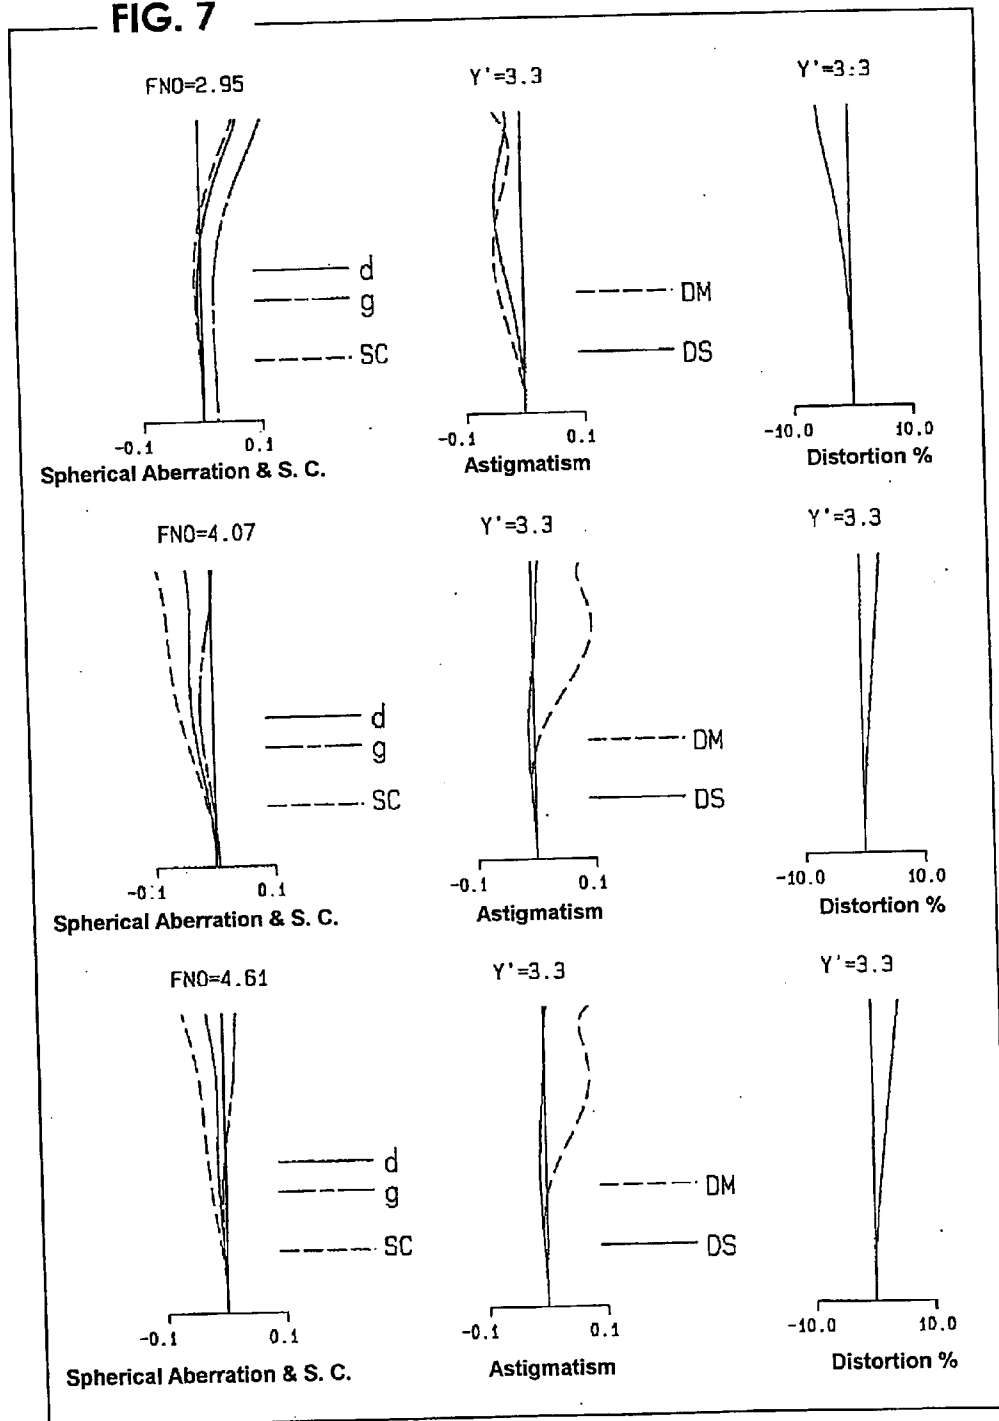 FIG. 7
FNO=2.95
Y'=3.3
Y'=3.3
d
g
SC
DM
DS
-0.1 0.1
-0.1 0.1
-10.0 10.0
Spherical Aberration & S. C.
Astigmatism
Distortion %
FNO=4.07
Y'=3.3
Y'=3.3
d
g
SC
DM
DS
-0.1 0.1
-0.1 0.1
-10.0 10.0
Spherical Aberration & S. C.
Astigmatism
Distortion %
FNO=4.61
Y'=3.3
Y'=3.3
d
g
SC
DM
DS
-0.1 0.1
-0.1 0.1
-10.0 10.0
Spherical Aberration & S. C.
Astigmatism
Distortion %